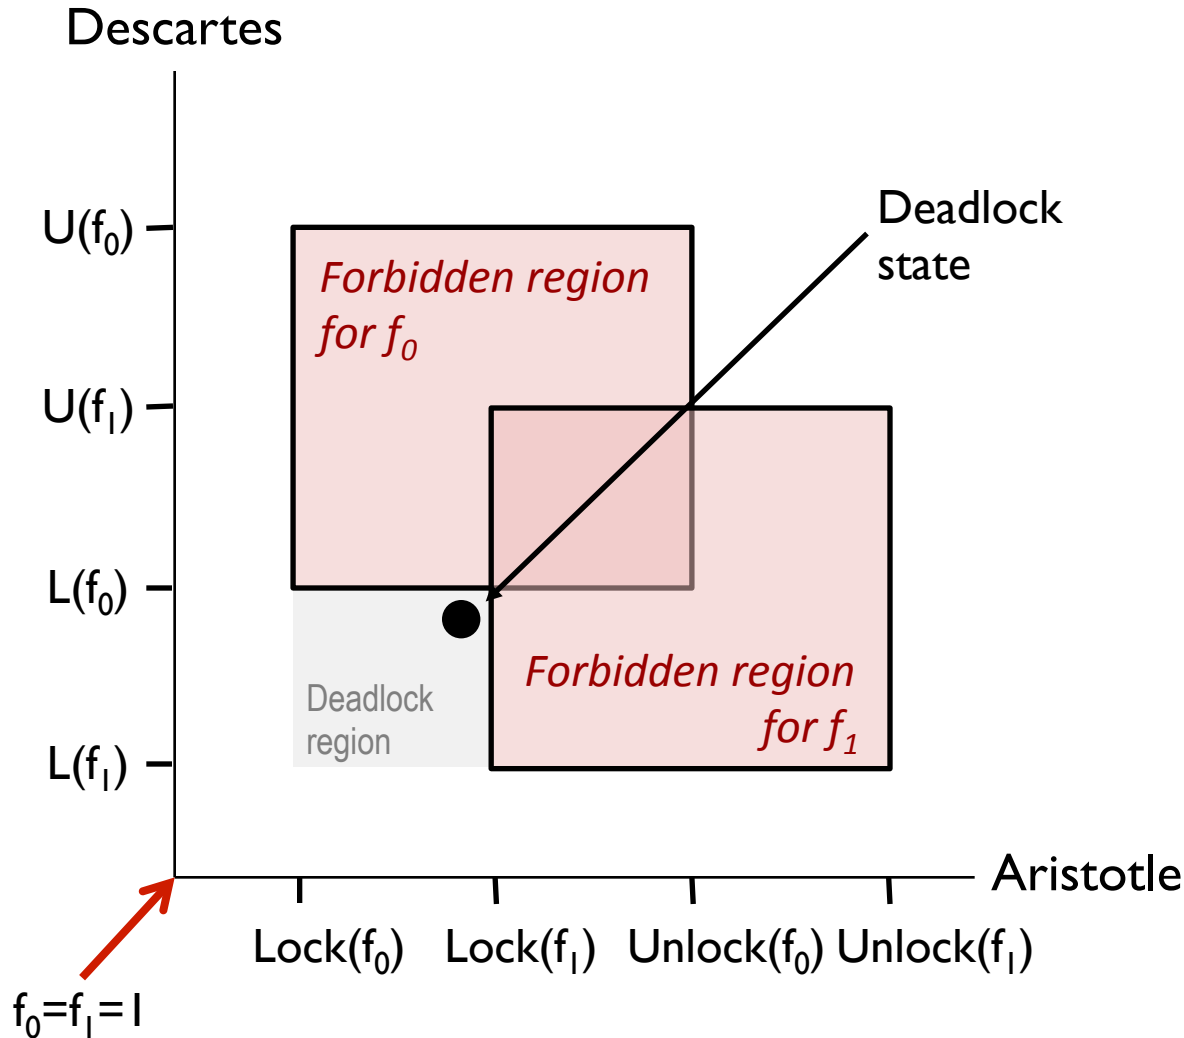 Descartes
Deadlock
state
U(f₀)
Forbidden region
for f₀
U(f₁)
L(f₀)
Forbidden region
for f₁
Deadlock
region
L(f₁)
Aristotle
Lock(f₀)
Lock(f₁)
Unlock(f₀)
Unlock(f₁)
f₀=f₁=1